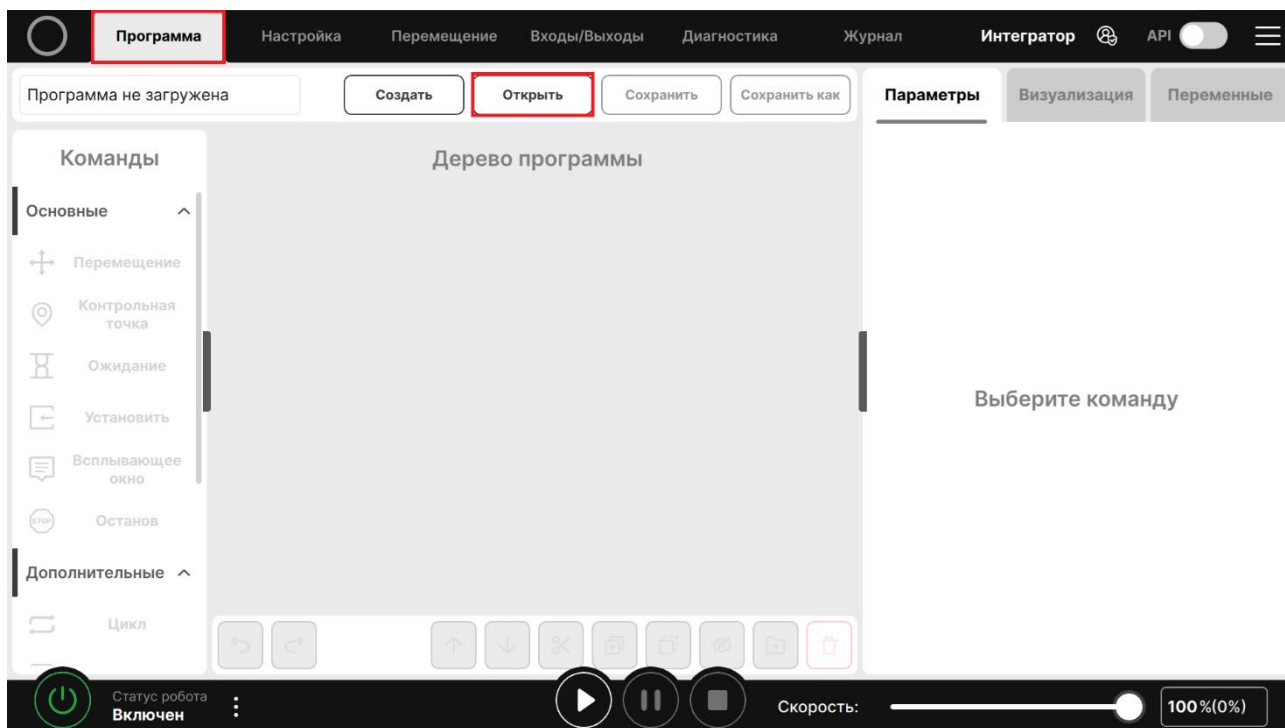 Программа Настройка Перемещение Входы/Выходы Диагностика Журнал Интегратор API
Программа не загружена Создать Открыть Сохранить Сохранить как Параметры Визуализация Переменные
Команды
Дерево программы
Основные
Перемещение
Контрольная
точка
Ожидание
Установить
Всплывающее
окно
STOP Останов
Дополнительные
Цикл
Выберите команду
Статус робота
Включен
Скорость: 100%(0%)